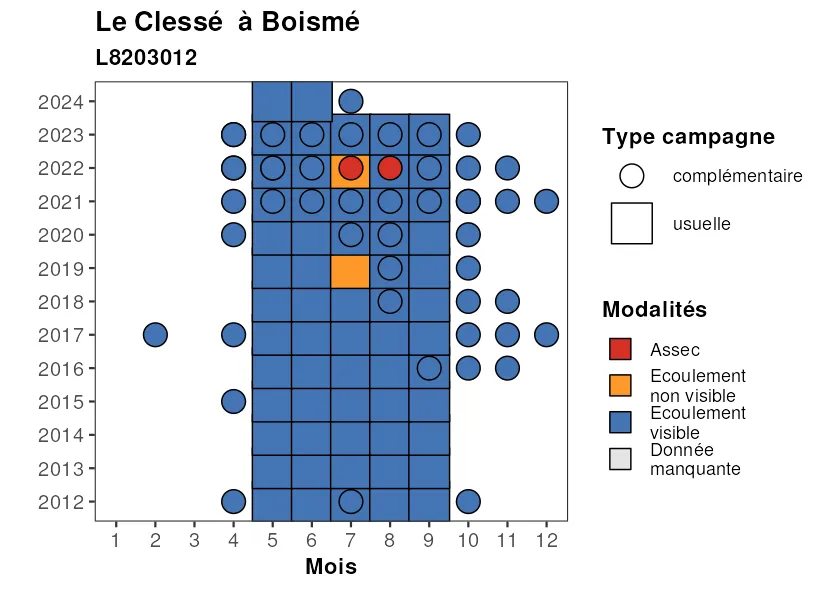 Le Clessé  à Boismé
L8203012
2024
2023
2022
2021
2020
2019
2018
2017
2016
2015
2014
2013
2012
1 2 3 4 5 6 7 8 9 10 11 12
Mois
Type campagne
complémentaire
usuelle
Modalités
Assec
Ecoulement
non visible
Ecoulement
visible
Donnée
manquante